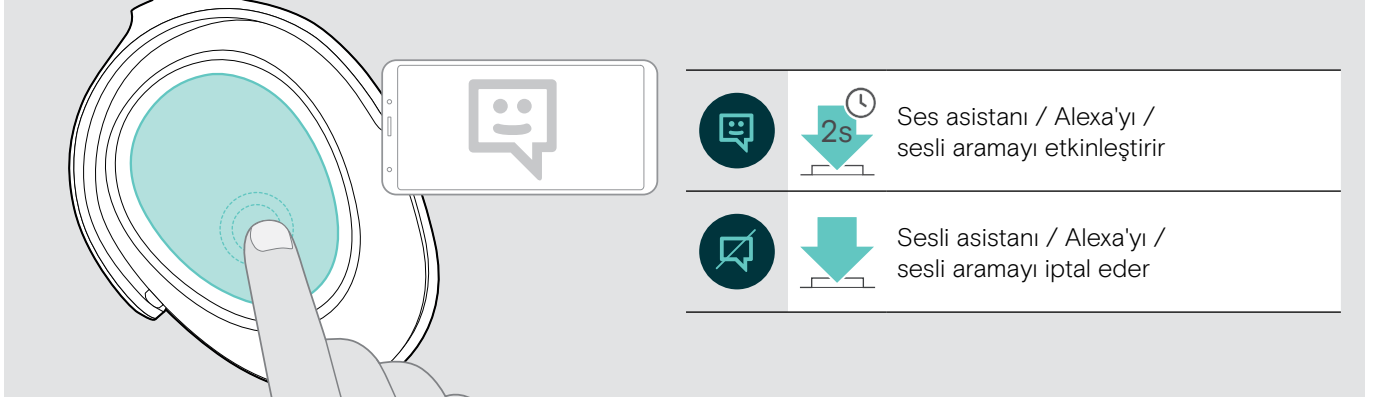 2s
Ses asistanı / Alexa'yı /
sesli aramayı etkinleştirir
Sesli asistanı / Alexa'yı /
sesli aramayı iptal eder